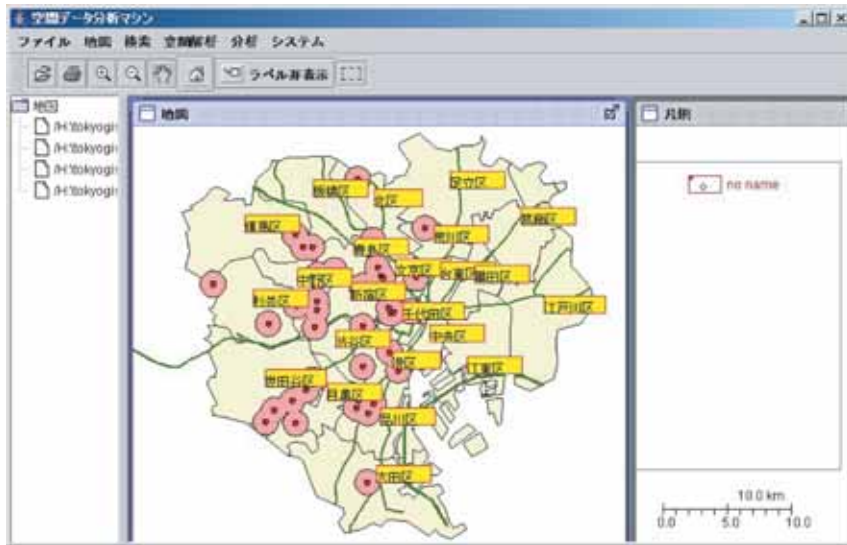 空間データ分析マシン
ファイル 地図 検索 空間解析 分析 システム
ラベル非表示
地図
/H:\tokyogis
/H:\tokyogis
/H:\tokyogis
/H:\tokyogis
地図
足立区
板橋区
北区
葛飾区
練馬区
荒川区
豊島区
文京区
台東区
墨田区
中野区
杉並区
新宿区
千代田区
江戸川区
渋谷区
中央区
港区
江東区
世田谷区
目黒区
品川区
大田区
凡例
no name
10.0 km
0.0 5.0 10.0